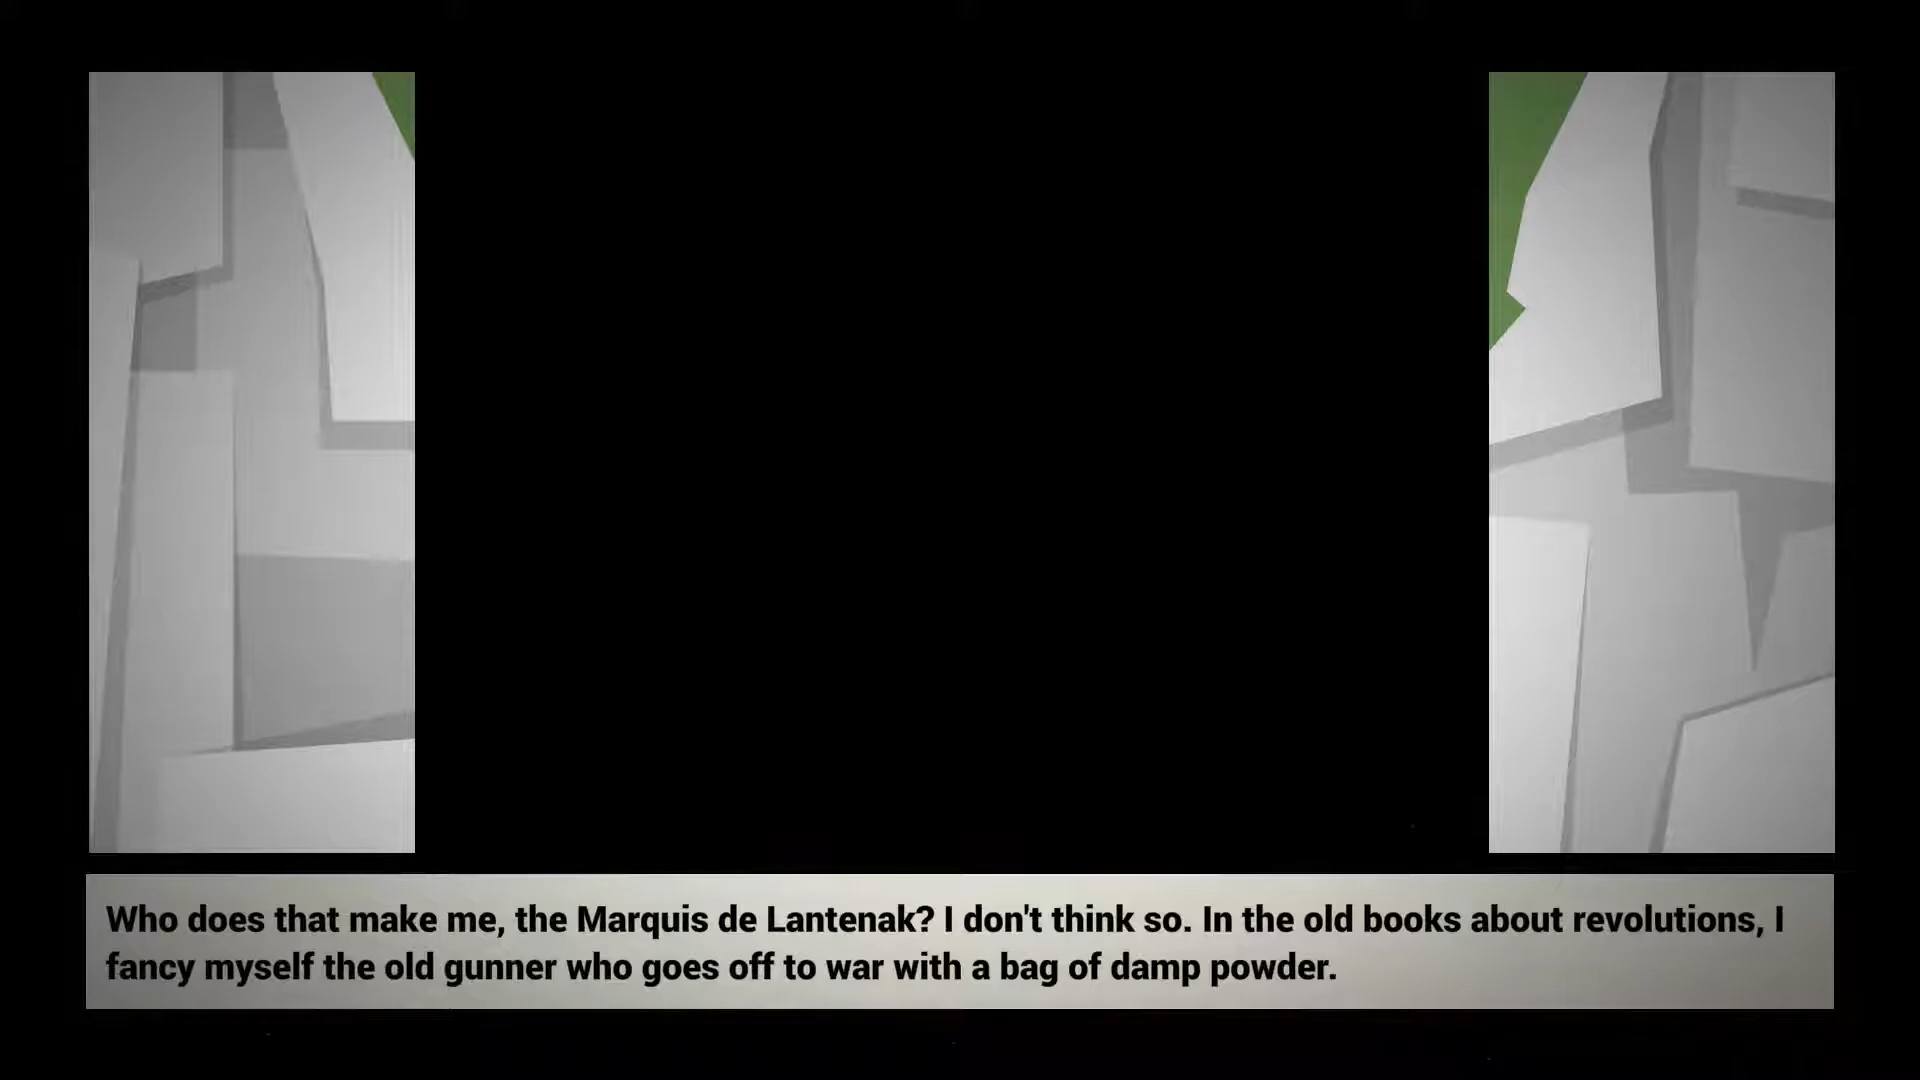 Who does that make me, the Marquis de Lantenak? I don't think so. In the old books about revolutions, I
fancy myself the old gunner who goes off to war with a bag of damp powder.